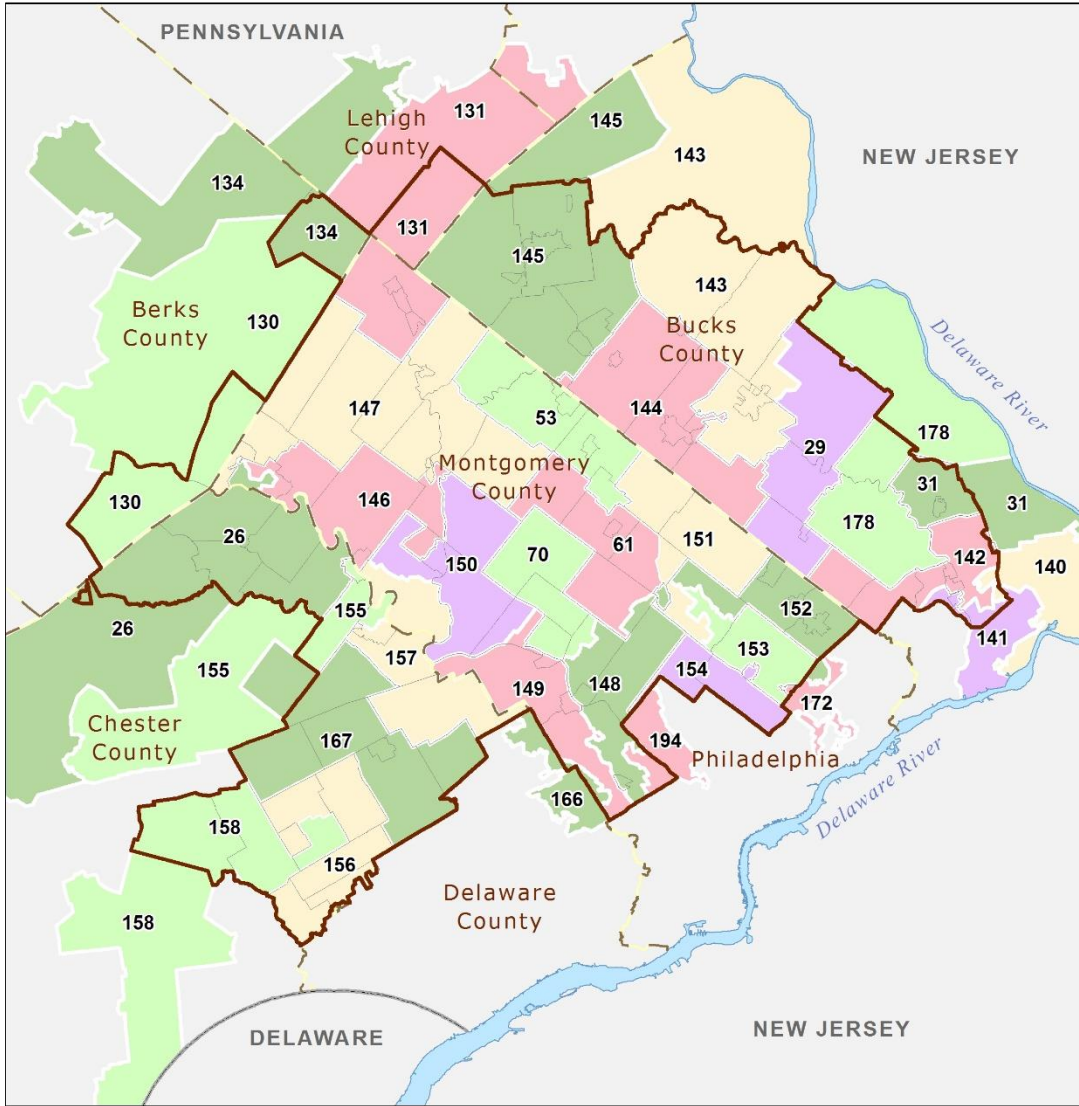 PENNSYLVANIA
131
Lehigh
County
145
143
NEW JERSEY
134
134
131
145
143
Berks
County
130
Bucks
County
Delaware River
147
53
144
29
178
Montgomery
County
31
31
130
146
178
26
150
70
61
151
142
140
152
26
155
155
157
153
141
154
149
148
172
Chester
County
167
194
Philadelphia
166
Delaware River
158
156
Delaware
County
158
DELAWARE
NEW JERSEY